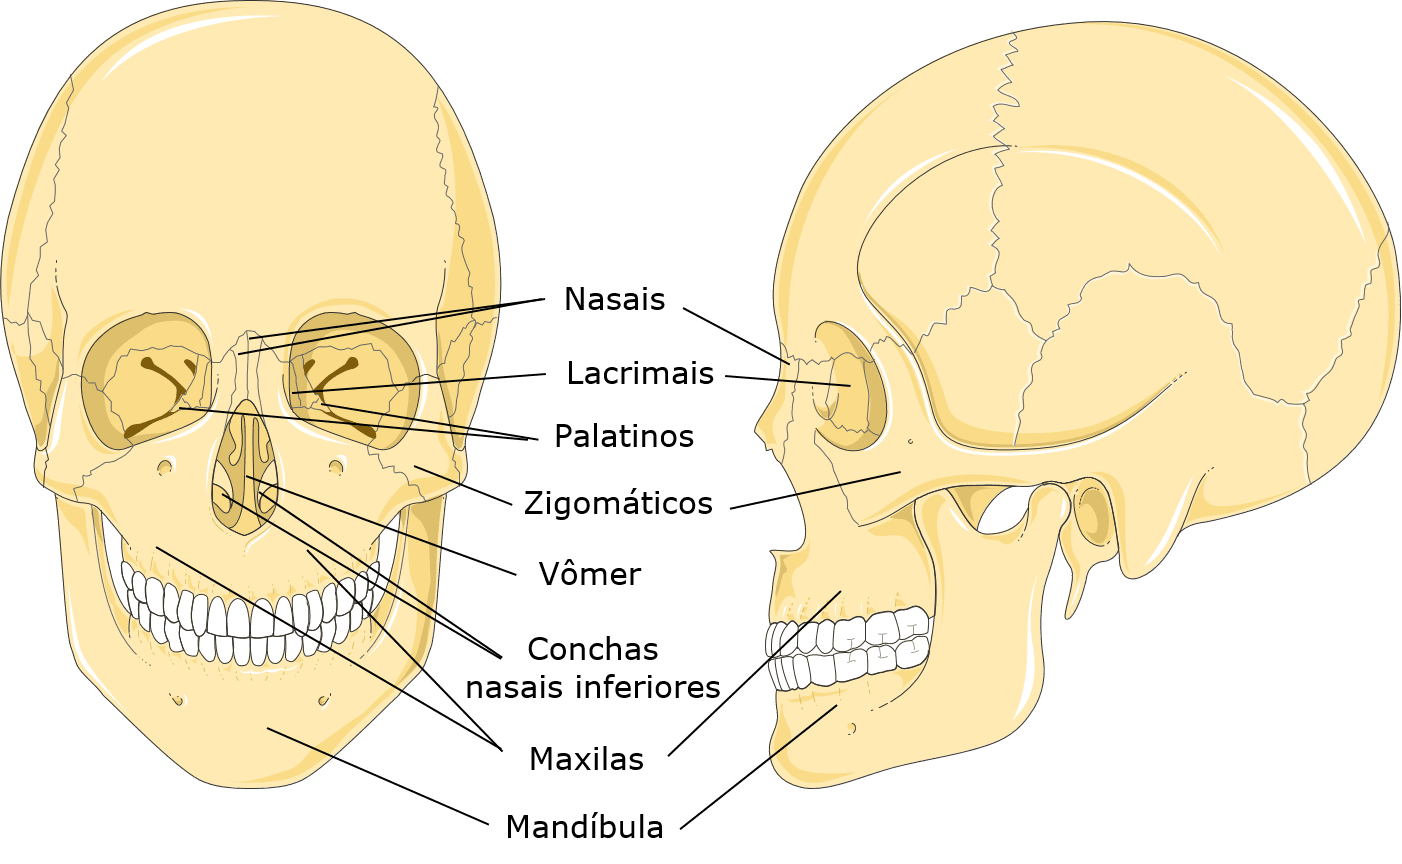 Nasais
Lacrimais
Palatinos
Zigomáticos
Vômer
Conchas
nasais inferiores
Maxilas
Mandíbula